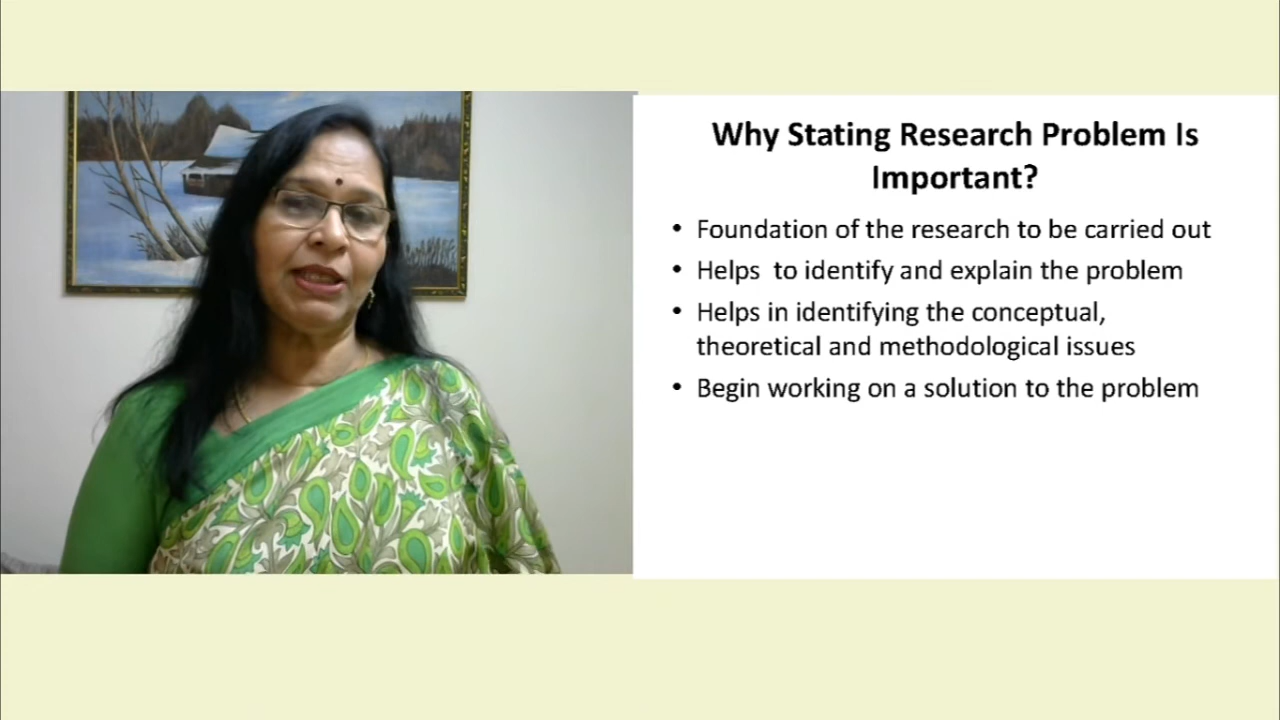 Why Stating Research Problem Is
Important?
• Foundation of the research to be carried out
• Helps  to identify and explain the problem
• Helps in identifying the conceptual,
theoretical and methodological issues
• Begin working on a solution to the problem